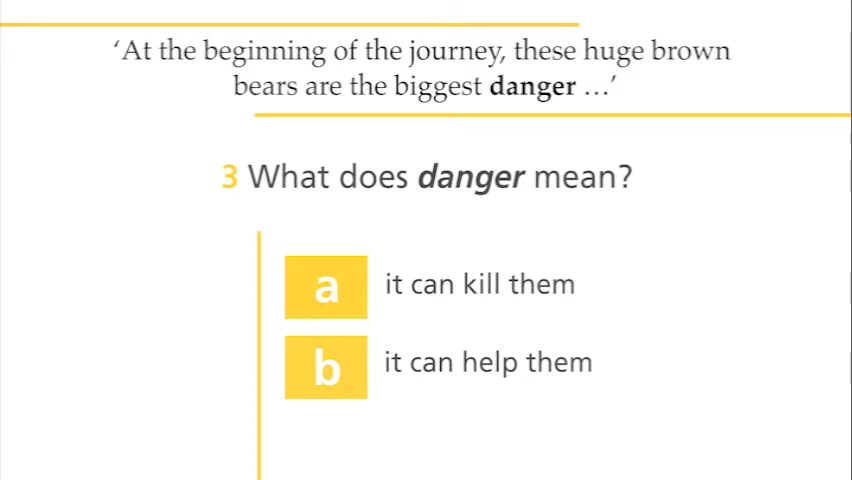 ‘At the beginning of the journey, these huge brown
bears are the biggest danger ...’
3 What does danger mean?
a it can kill them
b it can help them